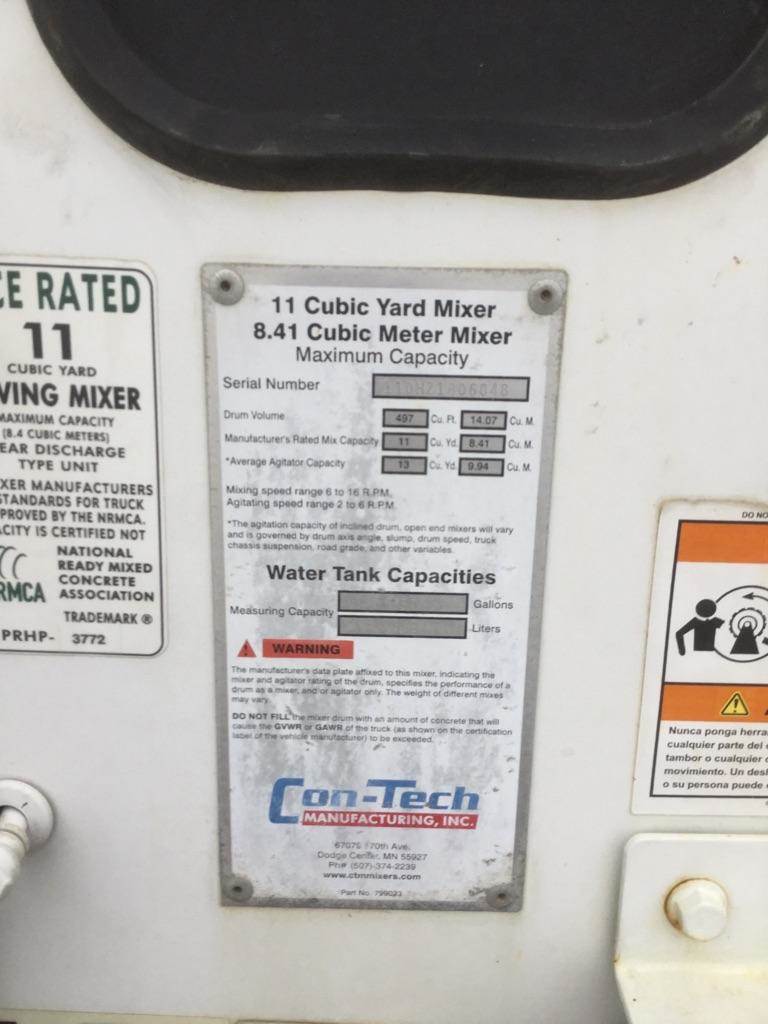 E RATED
11
CUBIC YARD
VING MIXER
MAXIMUM CAPACITY
(8.4 CUBIC METERS)
EAR DISCHARGE
TYPE UNIT
XER MANUFACTURERS
STANDARDS FOR TRUCK
PROVED BY THE NRMCA.
CITY IS CERTIFIED NOT
NATIONAL
READY MIXED
CONCRETE
ASSOCIATION
RMCA
TRADEMARK ®
PRHP- 3772
11 Cubic Yard Mixer
8.41 Cubic Meter Mixer
Maximum Capacity
Serial Number
Drum Volume 497 Cu. Ft. 14.07 Cu. M.
Manufacturer's Rated Mix Capacity 11 Cu. Yd. 8.41 Cu. M.
*Average Agitator Capacity 13 Cu. Yd. 9.94 Cu. M.
Mixing speed range 6 to 16 R.P.M.
Agitating speed range 2 to 6 R.P.M.
*The agitation capacity of inclined drum, open end mixers will vary
and is governed by drum axis angle, slump, drum speed, truck
chassis suspension, road grade, and other variables.
Water Tank Capacities
Measuring Capacity
Gallons
Liters
WARNING
The manufacturer's data plate affixed to this mixer, indicating the
mixer and agitator rating of the drum, specifies the performance of a
drum as a mixer, and/or agitator only. The weight of different mixes
may vary.
DO NOT FILL the mixer drum with an amount of concrete that will
cause the GVWR or GAWR of the truck (as shown on the certification
label of the vehicle manufacturer) to be exceeded.
Con-Tech
MANUFACTURING, INC.
170th Ave.
Dodge Center, MN 55927
Ph# (507)-374-2239
www.ctmmixers.com
Part No. 799023
DO NO
Nunca ponga herra
cualquier parte del
tambor o cualquier
movimiento. Un desl
o su persona puede